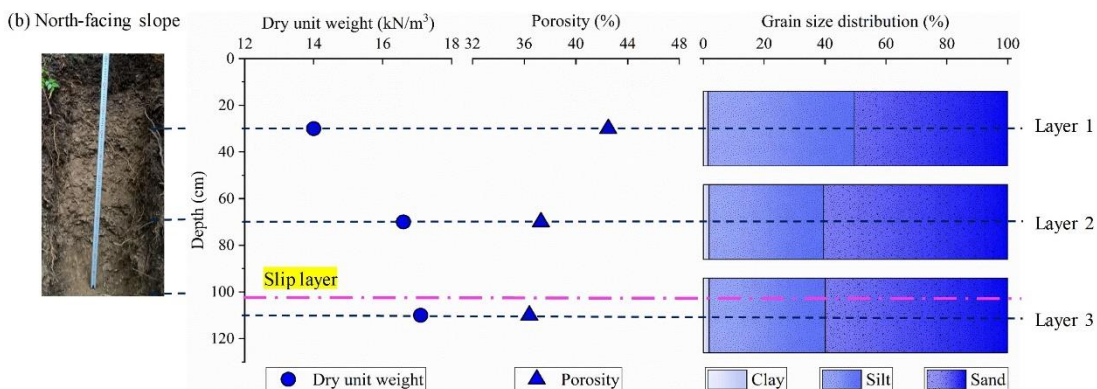 (b) North-facing slope
Dry unit weight (kN/m³)
Porosity (%)
Grain size distribution (%)
12 14 16 18 32 36 40 44 48 0 20 40 60 80 100
Depth (cm)
0
20
40
60
80
100
120
Layer 1
Layer 2
Slip layer
Layer 3
Dry unit weight
Porosity
Clay
Silt
Sand